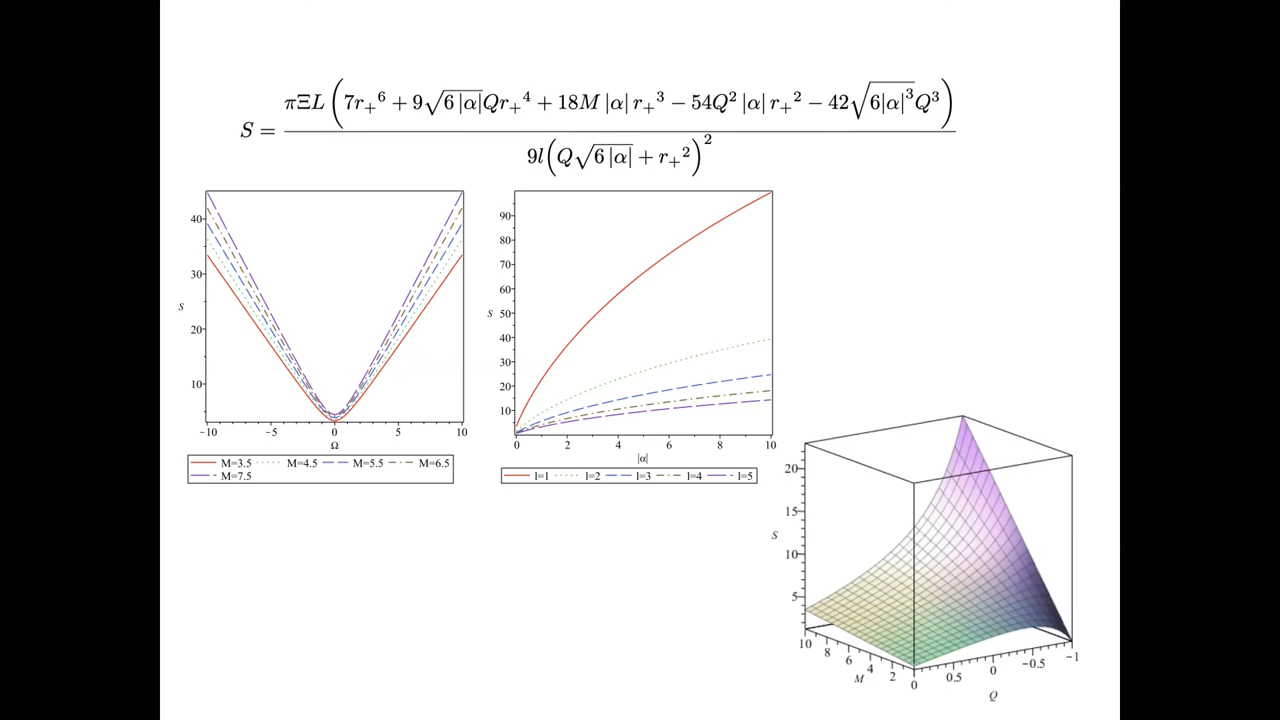 S = πΞL (7r₊⁶ + 9√(6|α|)Qr₊⁴ + 18M |α| r₊³ − 54Q² |α| r₊² − 42√(6|α|³)Q³) / 9l(Q√(6|α|) + r₊²)²
40
30
S
20
10
−10 −5 0 5 10
Ω
M=3.5 M=4.5 M=5.5 M=6.5
M=7.5
90
80
70
60
S 50
40
30
20
10
0 2 4 6 8 10
|α|
l=1 l=2 l=3 l=4 l=5
20
15
S
10
5
10 8 6 4 2 0
M
0.5 0 −0.5 −1
Q